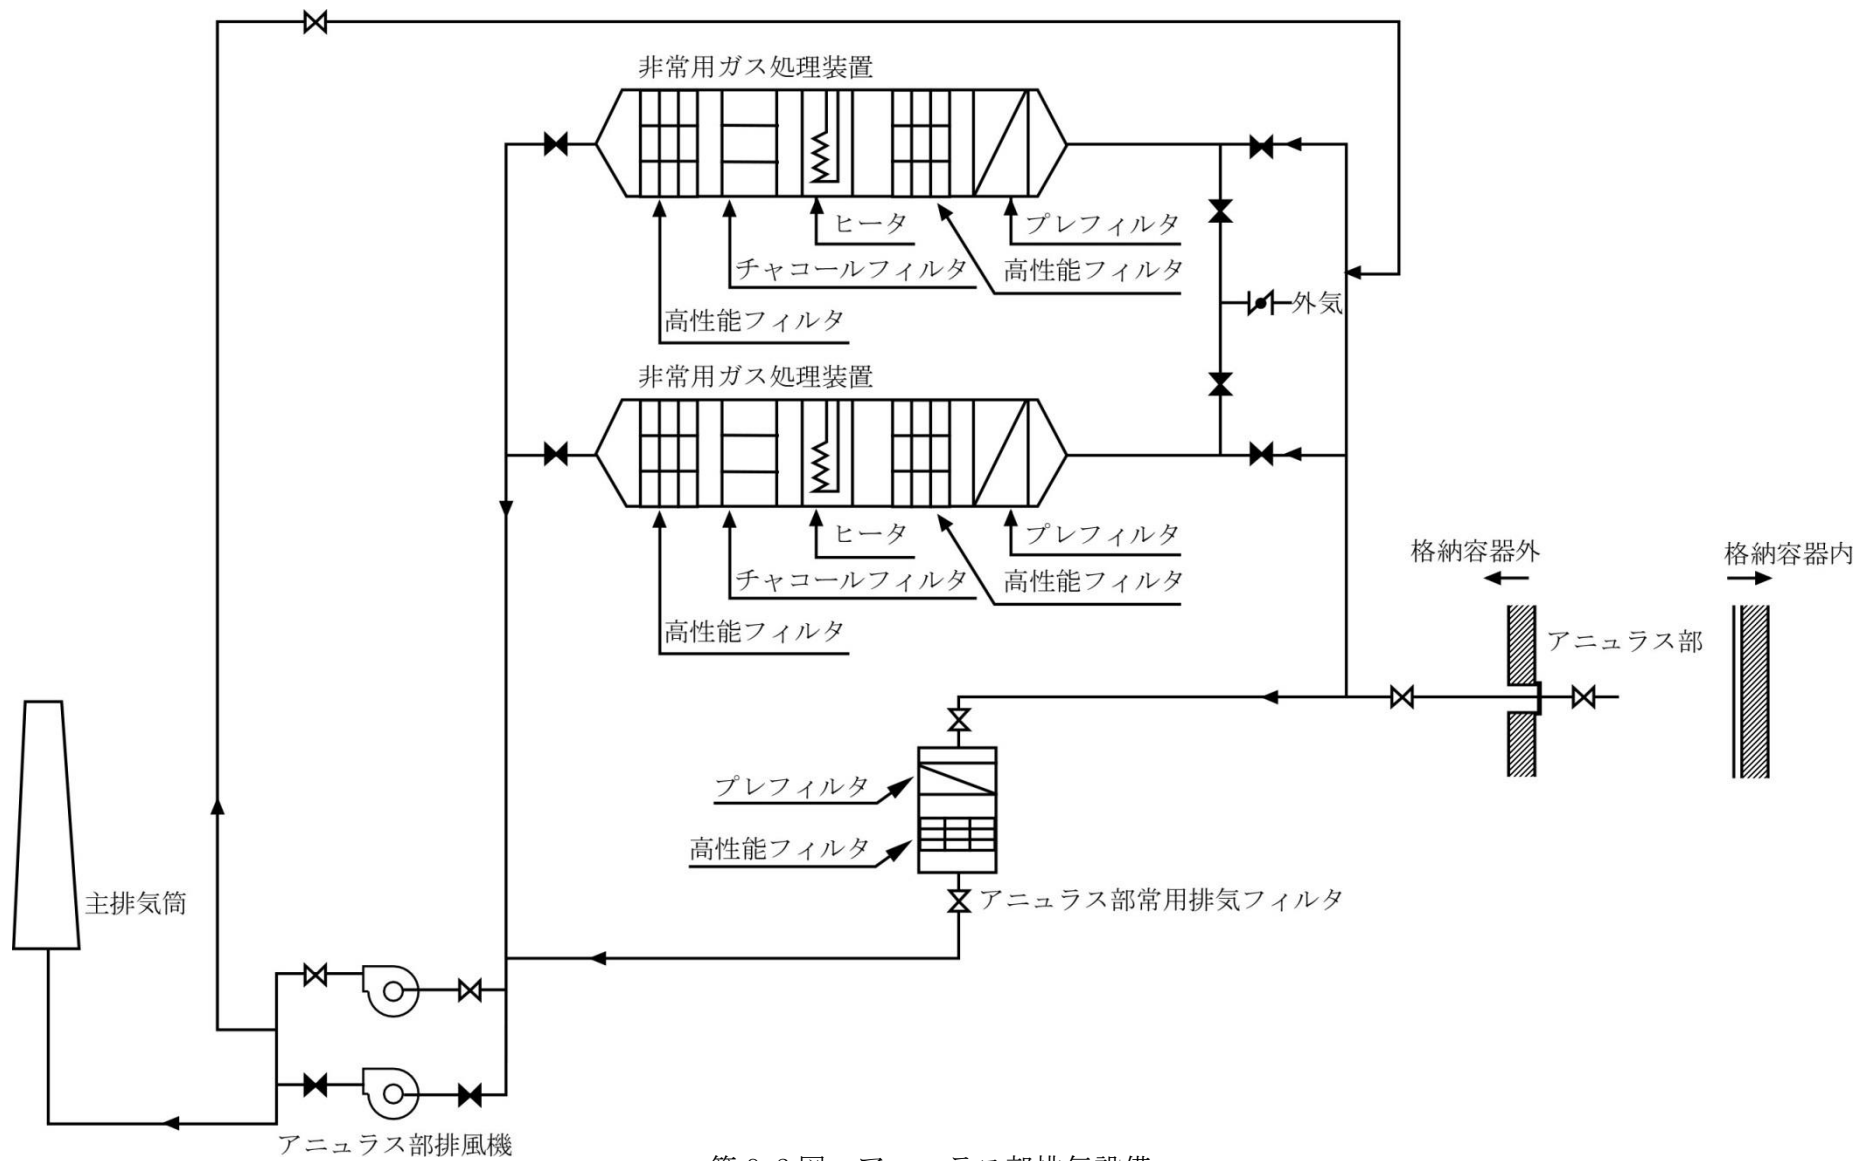 非常用ガス処理装置
ヒータ
プレフィルタ
チャコールフィルタ
高性能フィルタ
外気
高性能フィルタ
非常用ガス処理装置
ヒータ
プレフィルタ
格納容器外
格納容器内
チャコールフィルタ
高性能フィルタ
高性能フィルタ
アニュラス部
プレフィルタ
高性能フィルタ
主排気筒
アニュラス部常用排気フィルタ
アニュラス部排風機